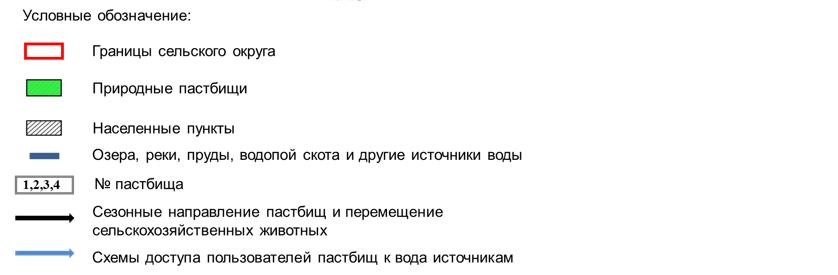 Условные обозначение:
Границы сельского округа
Природные пастбищи
Населенные пункты
Озера, реки, пруды, водопой скота и другие источники воды
1,2,3,4 № пастбища
Сезонные направление пастбищ и перемещение
сельскохозяйственных животных
Схемы доступа пользователей пастбищ к вода источникам